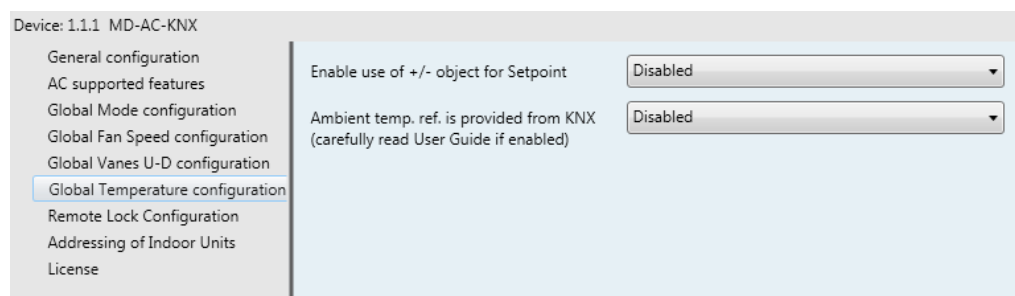 Device: 1.1.1 MD-AC-KNX
General configuration
AC supported features
Global Mode configuration
Global Fan Speed configuration
Global Vanes U-D configuration
Global Temperature configuration
Remote Lock Configuration
Addressing of Indoor Units
License
Enable use of +/- object for Setpoint
Disabled
Ambient temp. ref. is provided from KNX
(carefully read User Guide if enabled)
Disabled